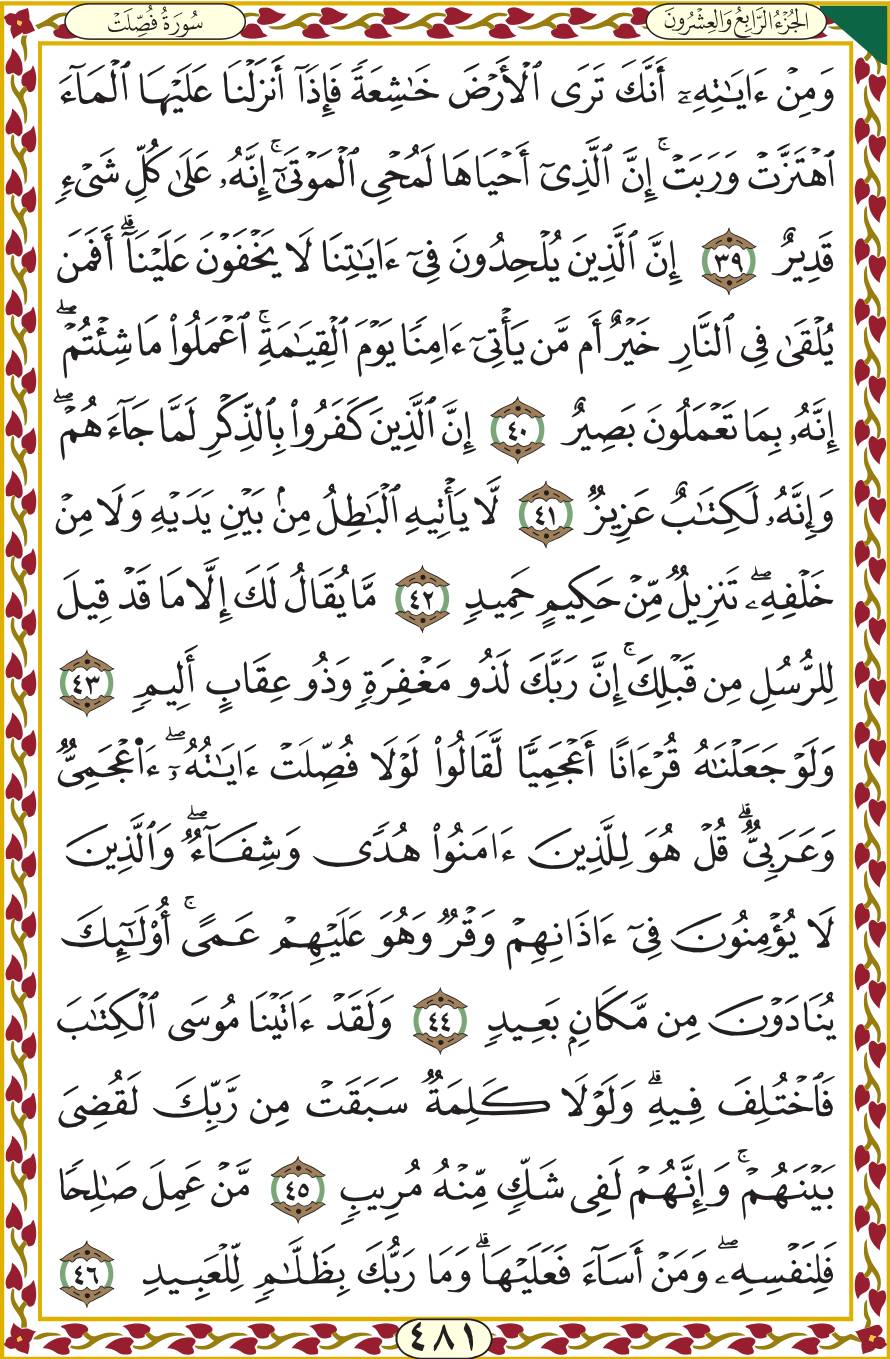 الجُزْءُ الرَّابِعُ وَالعِشْرُونَ
سُورَةُ فُصِّلَتْ
وَمِنْ ءَايَٰتِهِۦٓ أَنَّكَ تَرَى ٱلْأَرْضَ خَٰشِعَةً فَإِذَآ أَنزَلْنَا عَلَيْهَا ٱلْمَآءَ
ٱهْتَزَّتْ وَرَبَتْ ۚ إِنَّ ٱلَّذِىٓ أَحْيَاهَا لَمُحْىِ ٱلْمَوْتَىٰٓ ۚ إِنَّهُۥ عَلَىٰ كُلِّ شَىْءٍ
قَدِيرٌ ٣٩ إِنَّ ٱلَّذِينَ يُلْحِدُونَ فِىٓ ءَايَٰتِنَا لَا يَخْفَوْنَ عَلَيْنَآ ۗ أَفَمَن
يُلْقَىٰ فِى ٱلنَّارِ خَيْرٌ أَم مَّن يَأْتِىٓ ءَامِنًا يَوْمَ ٱلْقِيَٰمَةِ ۚ ٱعْمَلُوا۟ مَا شِئْتُمْ ۖ
إِنَّهُۥ بِمَا تَعْمَلُونَ بَصِيرٌ ٤٠ إِنَّ ٱلَّذِينَ كَفَرُوا۟ بِٱلذِّكْرِ لَمَّا جَآءَهُمْ ۖ
وَإِنَّهُۥ لَكِتَٰبٌ عَزِيزٌ ٤١ لَّا يَأْتِيهِ ٱلْبَٰطِلُ مِنۢ بَيْنِ يَدَيْهِ وَلَا مِنْ
خَلْفِهِۦ ۖ تَنزِيلٌ مِّنْ حَكِيمٍ حَمِيدٍ ٤٢ مَّا يُقَالُ لَكَ إِلَّا مَا قَدْ قِيلَ
لِلرُّسُلِ مِن قَبْلِكَ ۚ إِنَّ رَبَّكَ لَذُو مَغْفِرَةٍ وَذُو عِقَابٍ أَلِيمٍ ٤٣
وَلَوْ جَعَلْنَٰهُ قُرْءَانًا أَعْجَمِيًّا لَّقَالُوا۟ لَوْلَا فُصِّلَتْ ءَايَٰتُهُۥٓ ۖ ءَا۬عْجَمِىٌّ
وَعَرَبِىٌّ ۗ قُلْ هُوَ لِلَّذِينَ ءَامَنُوا۟ هُدًى وَشِفَآءٌ ۖ وَٱلَّذِينَ
لَا يُؤْمِنُونَ فِىٓ ءَاذَانِهِمْ وَقْرٌ وَهُوَ عَلَيْهِمْ عَمًى ۚ أُو۟لَٰٓئِكَ
يُنَادَوْنَ مِن مَّكَانٍۭ بَعِيدٍ ٤٤ وَلَقَدْ ءَاتَيْنَا مُوسَى ٱلْكِتَٰبَ
فَٱخْتُلِفَ فِيهِ ۗ وَلَوْلَا كَلِمَةٌ سَبَقَتْ مِن رَّبِّكَ لَقُضِىَ
بَيْنَهُمْ ۚ وَإِنَّهُمْ لَفِى شَكٍّ مِّنْهُ مُرِيبٍ ٤٥ مَّنْ عَمِلَ صَٰلِحًا
فَلِنَفْسِهِۦ ۖ وَمَنْ أَسَآءَ فَعَلَيْهَا ۗ وَمَا رَبُّكَ بِظَلَّٰمٍ لِّلْعَبِيدِ ٤٦
٤٨١